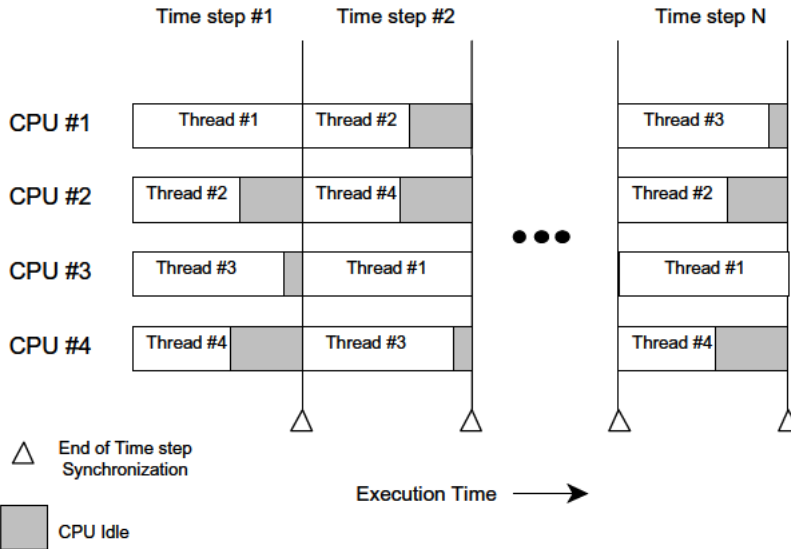 Time step #1 Time step #2 Time step N
CPU #1 Thread #1 Thread #2 Thread #3
CPU #2 Thread #2 Thread #4 Thread #2
CPU #3 Thread #3 Thread #1 Thread #1
CPU #4 Thread #4 Thread #3 Thread #4
End of Time step
Synchronization
Execution Time
CPU Idle